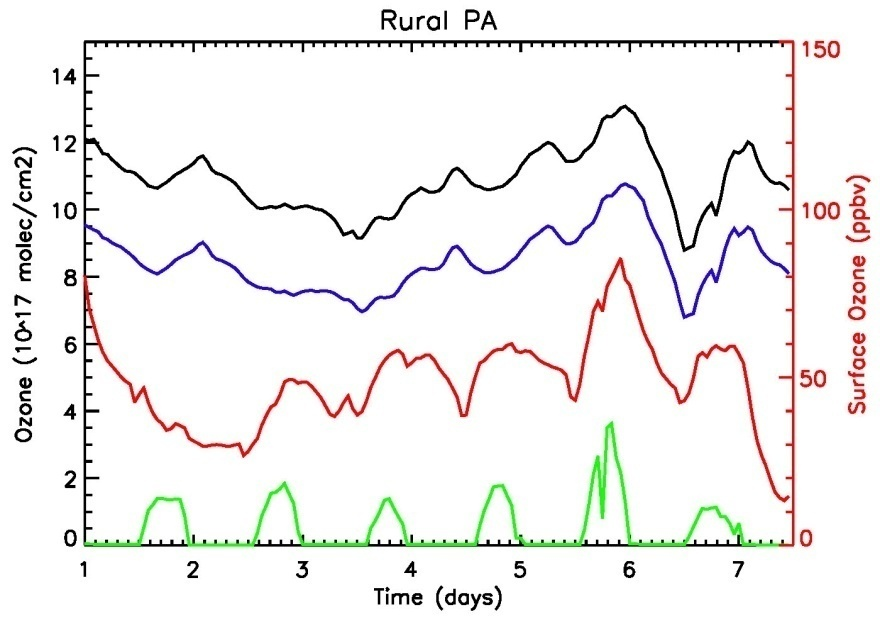 Rural PA
Ozone (10^17 molec/cm2)
14
12
10
8
6
4
2
0
150
100
50
0
Surface Ozone (ppbv)
1 2 3 4 5 6 7
Time (days)